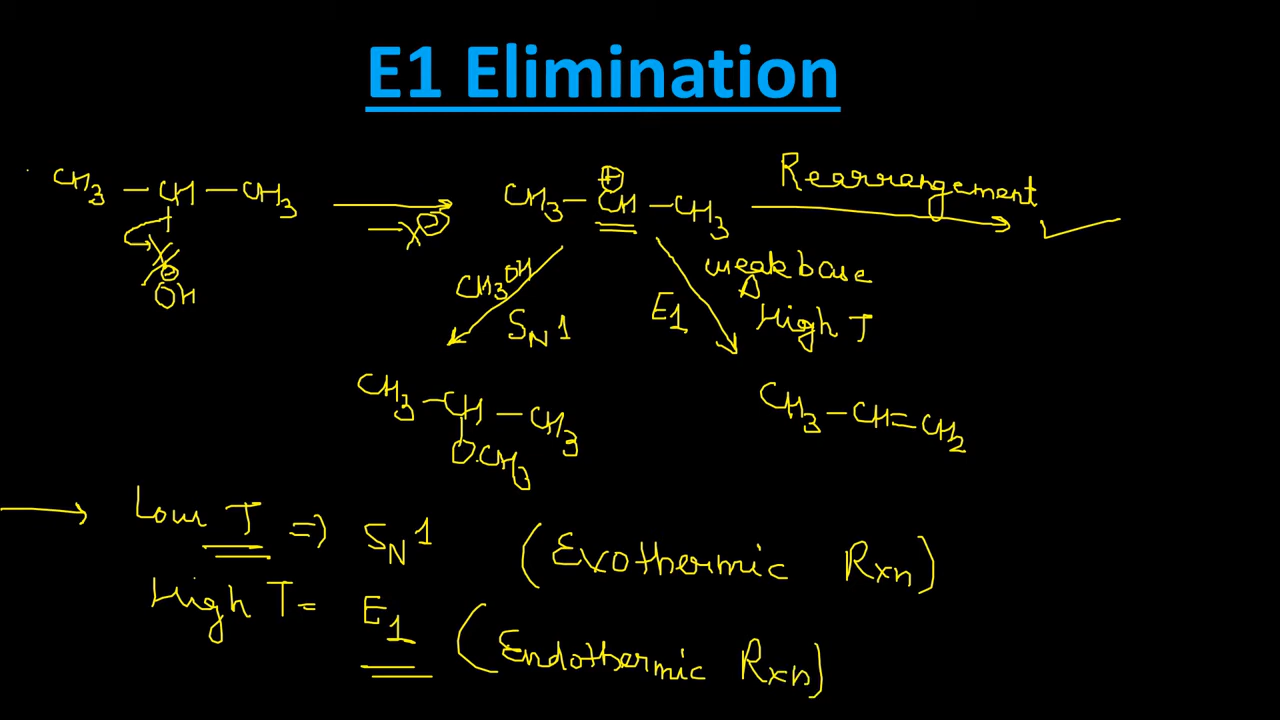 E1 Elimination
CH3 — CH — CH3
X
⊖
OH
→ X⊖
⊕
CH3 — CH — CH3
Rearrangement ✓
CH3OH
SN1
E1
weak base
Δ
High T
CH3 — CH — CH3
OCH3
CH3 — CH = CH2
→ Low T => SN1 (Exothermic Rxn)
High T = E1 (Endothermic Rxn)